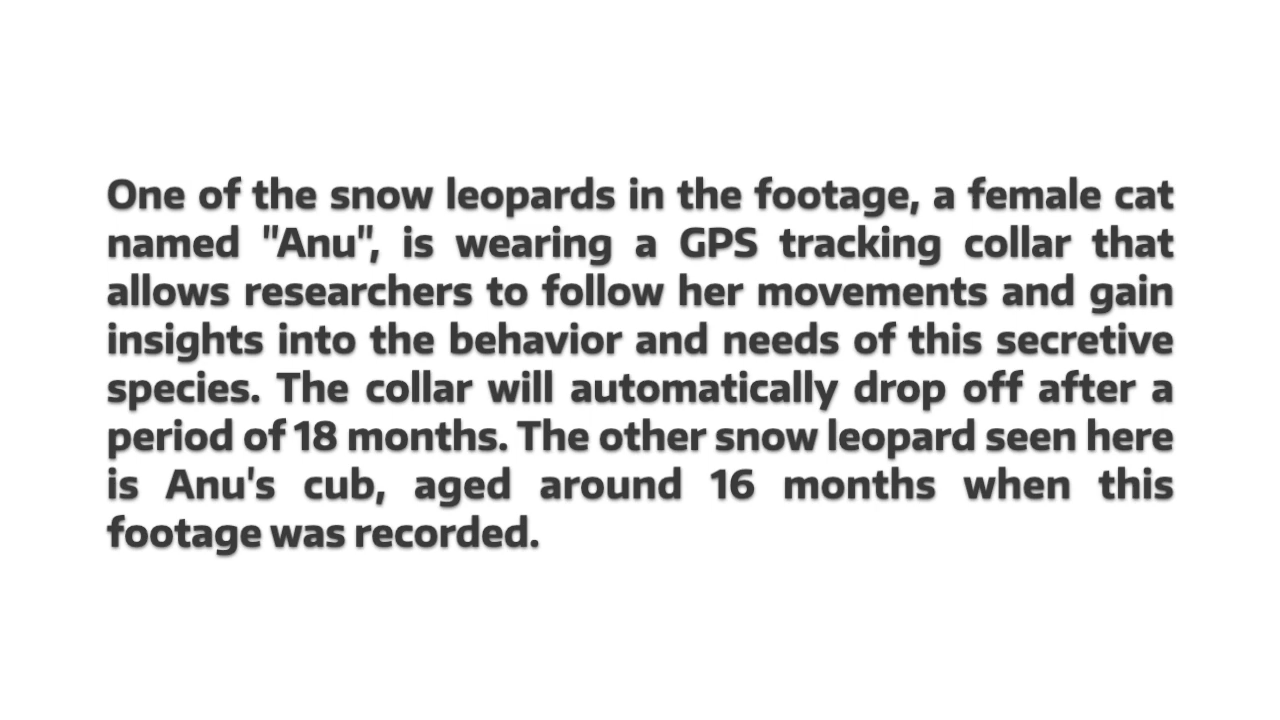 One of the snow leopards in the footage, a female cat
named "Anu", is wearing a GPS tracking collar that
allows researchers to follow her movements and gain
insights into the behavior and needs of this secretive
species. The collar will automatically drop off after a
period of 18 months. The other snow leopard seen here
is Anu's cub, aged around 16 months when this
footage was recorded.